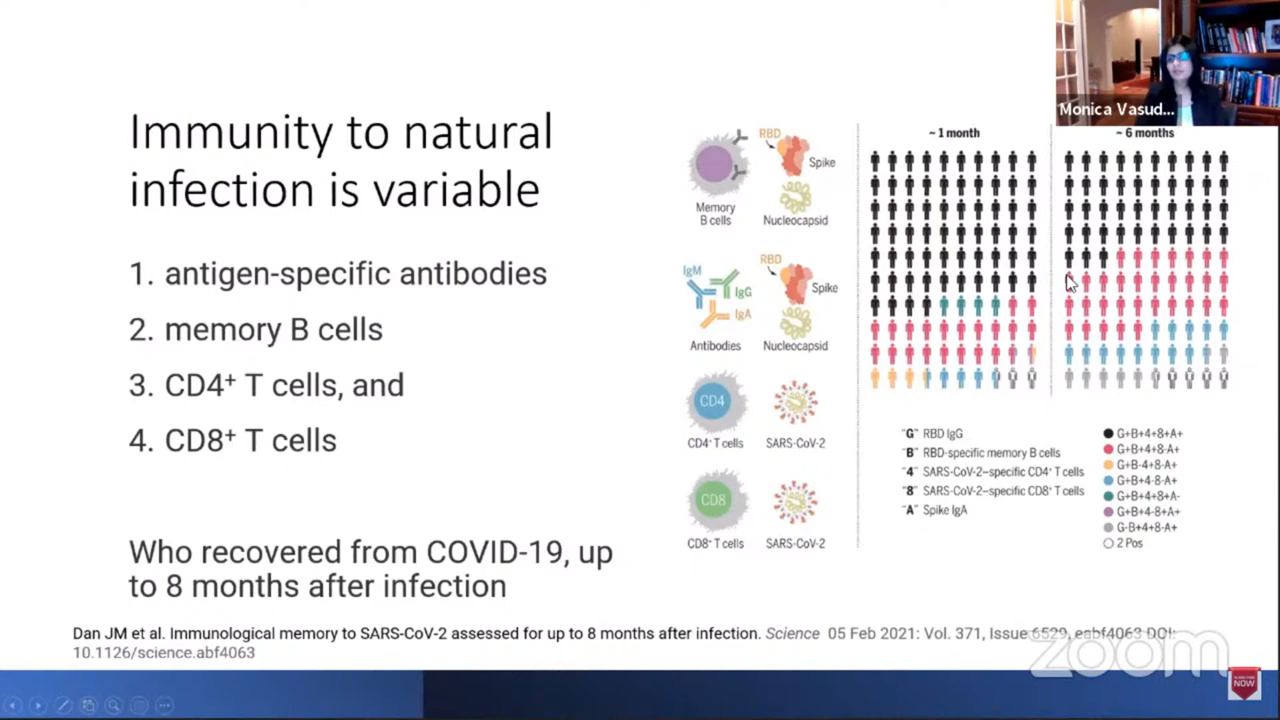 Monica Vasud...
Immunity to natural
infection is variable
1. antigen-specific antibodies
2. memory B cells
3. CD4⁺ T cells, and
4. CD8⁺ T cells
Who recovered from COVID-19, up
to 8 months after infection
RBD
Spike
Memory
B cells
Nucleocapsid
IgM
IgG
IgA
RBD
Spike
Antibodies
Nucleocapsid
CD4
CD4⁺ T cells
SARS-CoV-2
CD8
CD8⁺ T cells
SARS-CoV-2
~ 1 month
~ 6 months
"G" RBD IgG
"B" RBD-specific memory B cells
"4" SARS-CoV-2–specific CD4⁺ T cells
"8" SARS-CoV-2–specific CD8⁺ T cells
"A" Spike IgA
G+B+4+8+A+
G+B+4+8-A+
G+B-4+8-A+
G+B+4-8-A+
G+B+4+8+A-
G+B+4-8+A+
G-B+4+8-A+
2 Pos
Dan JM et al. Immunological memory to SARS-CoV-2 assessed for up to 8 months after infection. Science 05 Feb 2021: Vol. 371, Issue 6529, eabf4063 DOI:
10.1126/science.abf4063
zoom
SUBSCRIBE
NOW